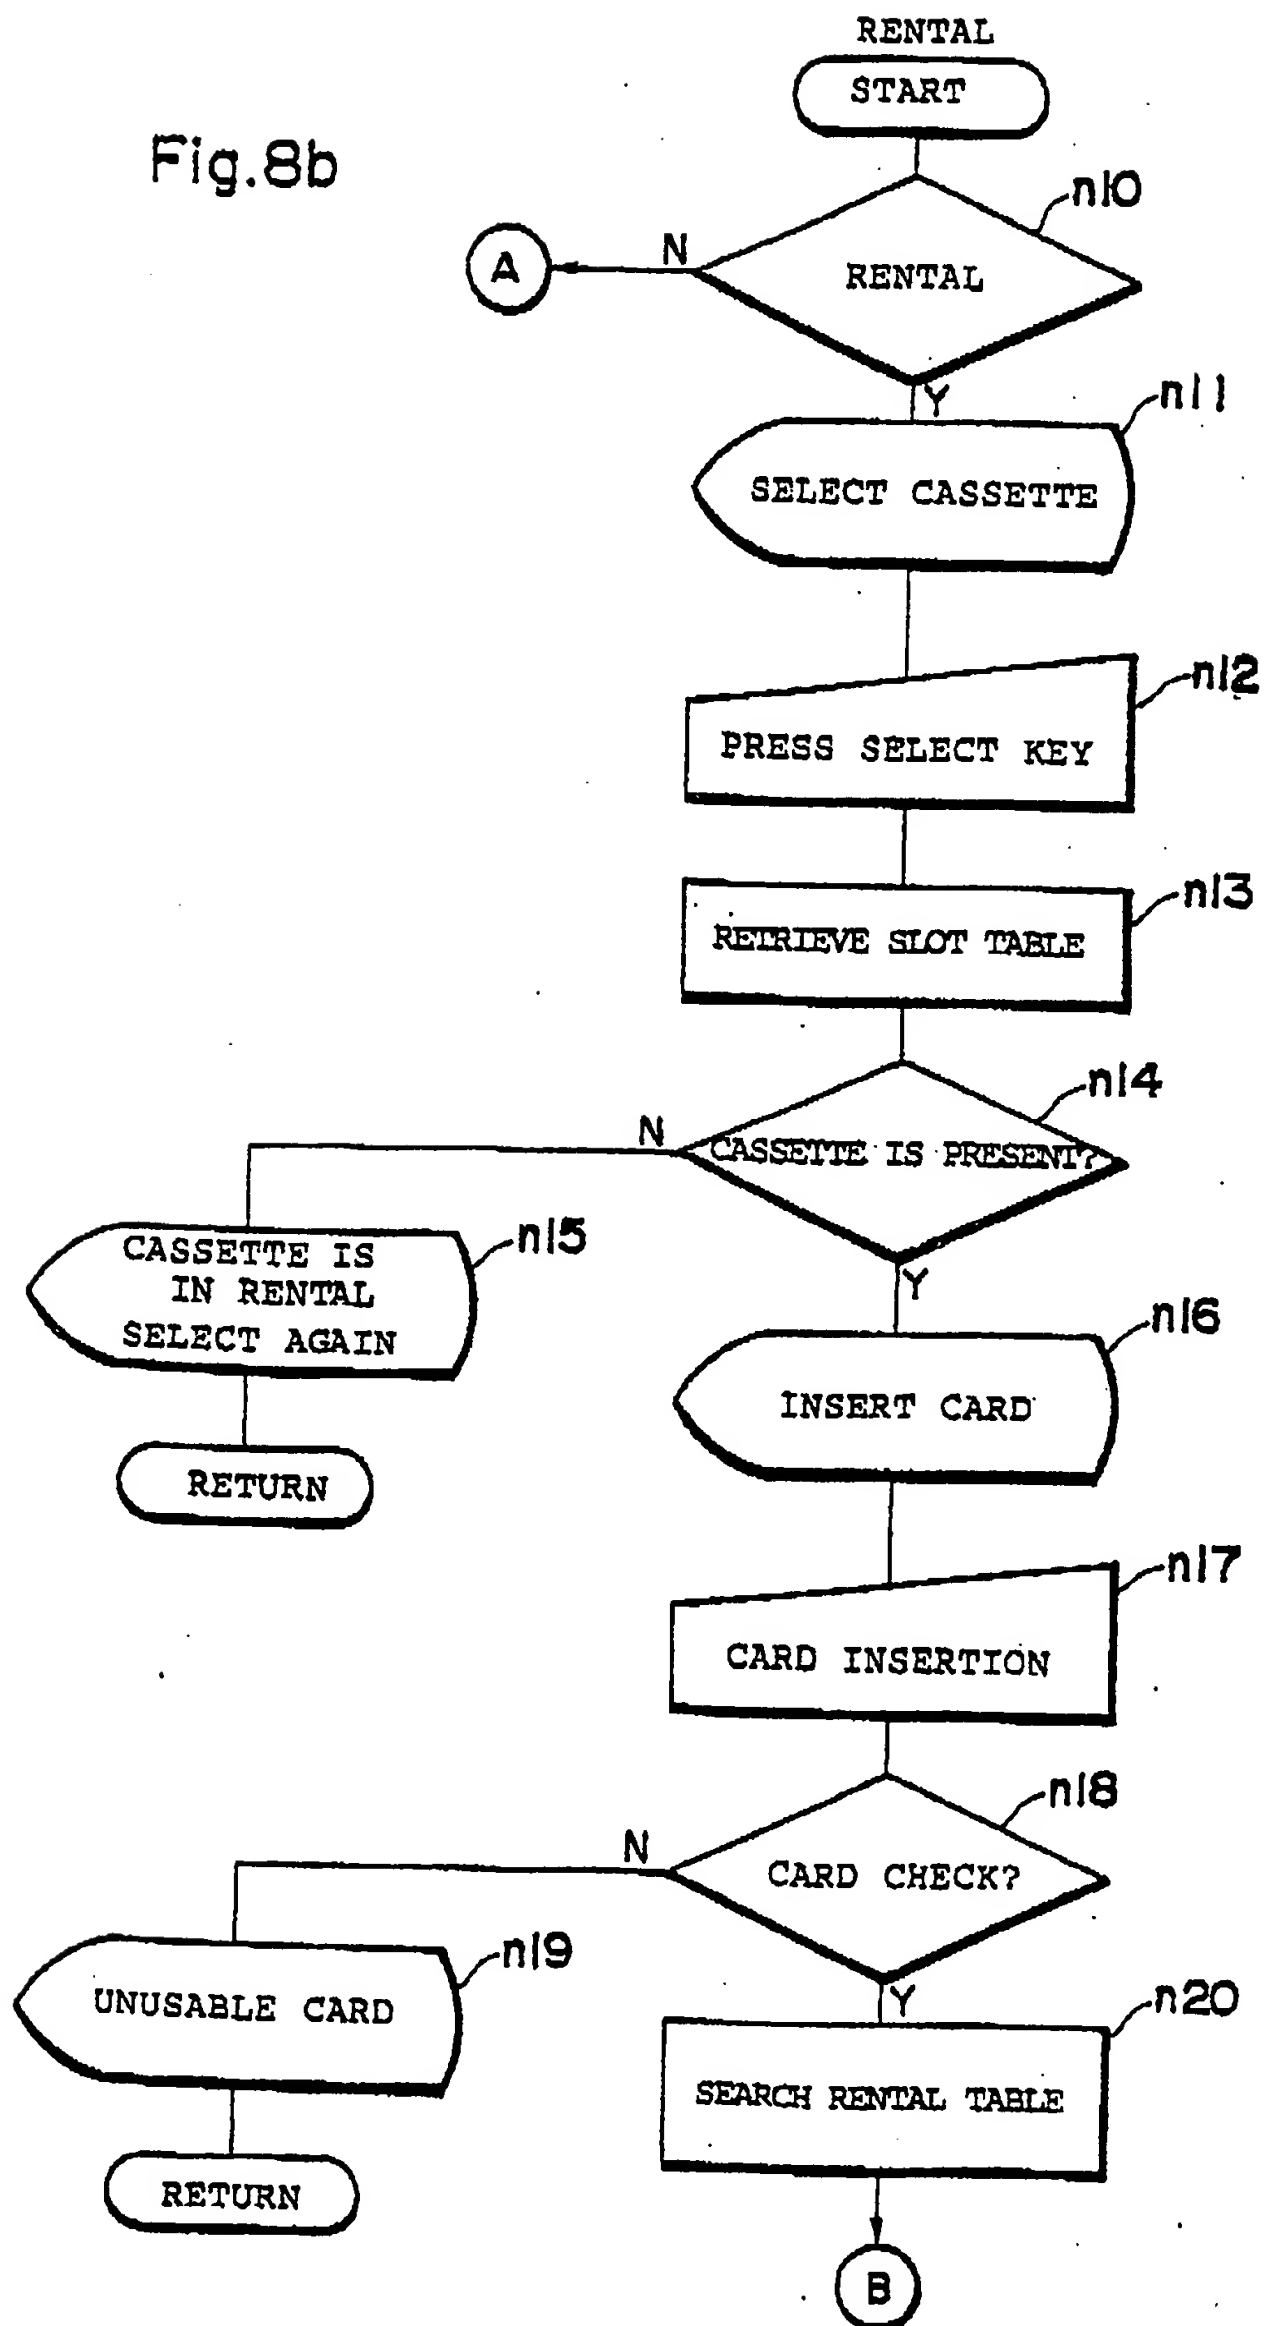 RENTAL
START
Fig.8b
n10
N
A
RENTAL
Y
n11
SELECT CASSETTE
n12
PRESS SELECT KEY
n13
RETRIEVE SLOT TABLE
n14
N
CASSETTE IS PRESENT?
n15
CASSETTE IS
IN RENTAL
SELECT AGAIN
Y
n16
INSERT CARD
RETURN
n17
CARD INSERTION
n18
N
CARD CHECK?
n19
UNUSABLE CARD
Y
n20
SEARCH RENTAL TABLE
RETURN
B